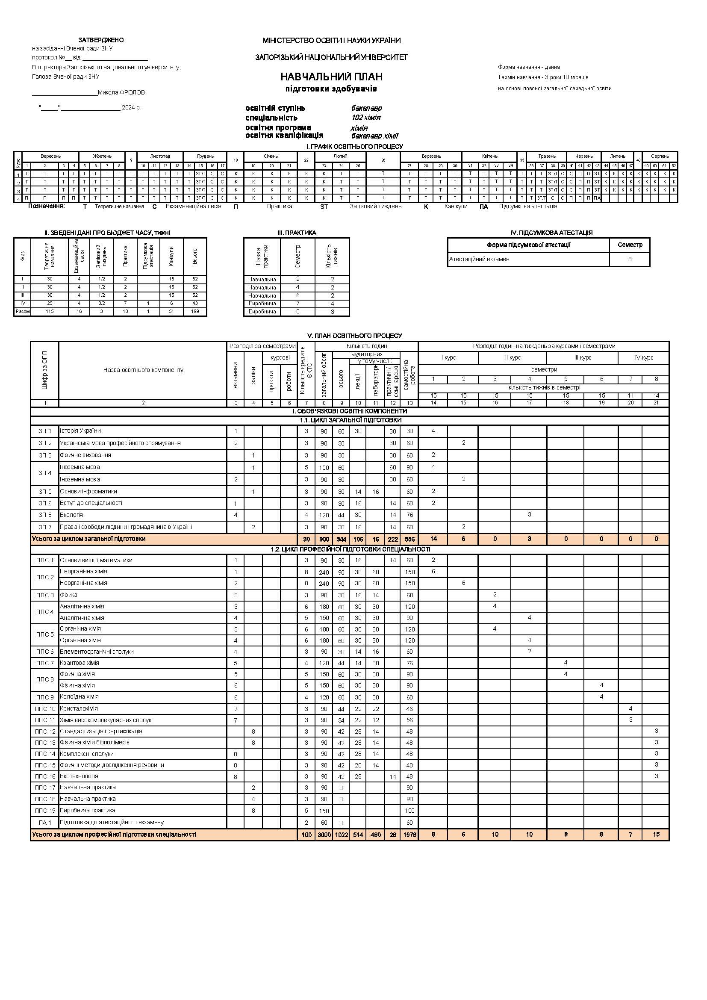 ЗАТВЕРДЖЕНО
на засіданні Вченої ради ЗНУ
протокол №__ від ____________________
В.о. ректора Запорізького національного університету,
Голова Вченої ради ЗНУ
____________________Микола ФРОЛОВ
"_____" __________________ 2024 р.
МІНІСТЕРСТВО ОСВІТИ І НАУКИ УКРАЇНИ
ЗАПОРІЗЬКИЙ НАЦІОНАЛЬНИЙ УНІВЕРСИТЕТ
НАВЧАЛЬНИЙ ПЛАН
підготовки здобувачів
освітній ступінь бакалавр
спеціальність 102 хімія
освітня програма хімія
освітня кваліфікація бакалавр хімії
Форма навчання - денна
Термін навчання - 3 роки 10 місяців
на основі повоної загальної середньої освіти
І. ГРАФІК ОСВІТНЬОГО ПРОЦЕСУ
Курс Вересень Жовтень 9 Листопад Грудень 18 Січень 22 Лютий 26 Березень Квітень 35 Травень Червень Липень 48 Серпень
1 2 3 4 5 6 7 8 10 11 12 13 14 15 16 17 19 20 21 23 24 25 27 28 29 30 31 32 33 34 36 37 38 39 40 41 42 43 44 45 46 47 49 50 51 52
1 Т Т Т Т Т Т Т Т Т Т Т Т Т Т ЗТ/Т С С К К К К К К Т Т Т Т Т Т Т Т Т Т Т Т Т Т ЗТ/Т С С П П ЗТ К К К К К К К К К
2 Т Т Т Т Т Т Т Т Т Т Т Т Т Т ЗТ/Т С С К К К К К К Т Т Т Т Т Т Т Т Т Т Т Т Т Т ЗТ/Т С С П П ЗТ К К К К К К К К К
3 Т Т Т Т Т Т Т Т Т Т Т Т Т Т ЗТ/Т С С К К К К К К Т Т Т Т Т Т Т Т Т Т Т Т Т Т ЗТ/Т С С П П ЗТ К К К К К К К К К
4 П П П П Т Т Т Т Т Т Т Т Т Т ЗТ/Т С С К К К К К К Т Т Т Т Т Т Т Т Т Т Т Т Т ЗТ/Т С С П П П ПА
Позначення: Т Теоретичне навчання С Екзаменаційна сесія П Практика ЗТ Заліковий тиждень К Канікули ПА Підсумкова атестація
ІІ. ЗВЕДЕНІ ДАНІ ПРО БЮДЖЕТ ЧАСУ, тижні
Курс Теоретичне навчання Екзаменаційна сесія Заліковий тиждень Практика Підсумкова атестація Канікули Всього
І 30 4 1/2 2 15 52
ІІ 30 4 1/2 2 15 52
ІІІ 30 4 1/2 2 15 52
IV 25 4 0/2 7 1 6 43
Разом 115 16 3 13 1 51 199
ІІІ. ПРАКТИКА
Назва практики Семестр Кількість тижнів
Навчальна 2 2
Навчальна 4 2
Навчальна 6 2
Виробнича 7 4
Виробнича 8 3
IV. ПІДСУМКОВА АТЕСТАЦІЯ
Форма підсумкової атестації Семестр
Атестаційний екзамен 8
V. ПЛАН ОСВІТНЬОГО ПРОЦЕСУ
Шифр за ОПП Назва освітнього компоненту Розподіл за семестрами Кількість кредитів ЄКТС Кількість годин Розподіл годин на тиждень за курсами і семестрами
екзамени заліки курсові проєкти роботи загальний обсяг аудиторних всього у тому числі: лекції лабораторн практичні / семінарські самостійна робота
І курс ІІ курс ІІІ курс IV курс
семестри
1 2 3 4 5 6 7 8
кількість тижнів в семестрі
15 15 15 15 15 15 11 14
1 2 3 4 5 6 7 8 9 10 11 12 13 14 15 16 17 18 19 20 21
І. ОБОВ'ЯЗКОВІ ОСВІТНІ КОМПОНЕНТИ
1.1. ЦИКЛ ЗАГАЛЬНОЇ ПІДГОТОВКИ
ЗП 1 Історія України 1 3 90 60 30 30 30 4
ЗП 2 Українська мова професійного спрямування 2 3 90 30 30 60 2
ЗП 3 Фізичне виховання 1 3 90 30 30 60 2
ЗП 4 Іноземна мова 1 5 150 60 60 90 4
Іноземна мова 2 3 90 30 30 60 2
ЗП 5 Основи інформатики 1 3 90 30 14 16 60 2
ЗП 6 Вступ до спеціальності 1 3 90 30 16 14 60 2
ЗП 8 Екологія 4 4 120 44 30 14 76 3
ЗП 7 Права і свободи людини і громадянина в Україні 2 3 90 30 16 14 60 2
Усього за циклом загальної підготовки 30 900 344 106 16 222 556 14 6 0 3 0 0 0 0
1.2. ЦИКЛ ПРОФЕСІЙНОЇ ПІДГОТОВКИ СПЕЦІАЛЬНОСТІ
ППС 1 Основи вищої математики 1 3 90 30 16 14 60 2
ППС 2 Неорганічна хімія 1 8 240 90 30 60 150 6
Неорганічна хімія 2 8 240 90 30 60 150 6
ППС 3 Фізика 3 3 90 30 16 14 60 2
ППС 4 Аналітична хімія 3 6 180 60 30 30 120 4
Аналітична хімія 4 5 150 60 30 30 90 4
ППС 5 Органічна хімія 3 6 180 60 30 30 120 4
Органічна хімія 4 6 180 60 30 30 120 4
ППС 6 Елементоорганічні сполуки 4 3 90 30 14 16 60 2
ППС 7 Квантова хімія 5 4 120 44 14 30 76 4
ППС 8 Фізична хімія 5 5 150 60 30 30 90 4
Фізична хімія 6 5 150 60 30 30 90 4
ППС 9 Колоїдна хімія 6 4 120 60 30 30 60 4
ППС 10 Кристалохімія 7 3 90 44 22 22 46 4
ППС 11 Хімія високомолекулярних сполук 7 3 90 34 22 12 56 3
ППС 12 Стандартизація і сертифікація 8 3 90 42 28 14 48 3
ППС 13 Фізична хімія біополімерів 8 3 90 42 28 14 48 3
ППС 14 Комплексні сполуки 8 3 90 42 28 14 48 3
ППС 15 Фізичні методи дослідження речовини 8 3 90 42 28 14 48 3
ППС 16 Екотехнологія 8 3 90 42 28 14 48 3
ППС 17 Навчальна практика 2 3 90 0 90
ППС 18 Навчальна практика 4 3 90 0 90
ППС 19 Виробнича практика 8 5 150 150
ПА 1 Підготовка до атестаційного екзамену 2 60 0 60
Усього за циклом професійної підготовки спеціальності 100 3000 1022 514 480 28 1978 8 6 10 10 8 8 7 15